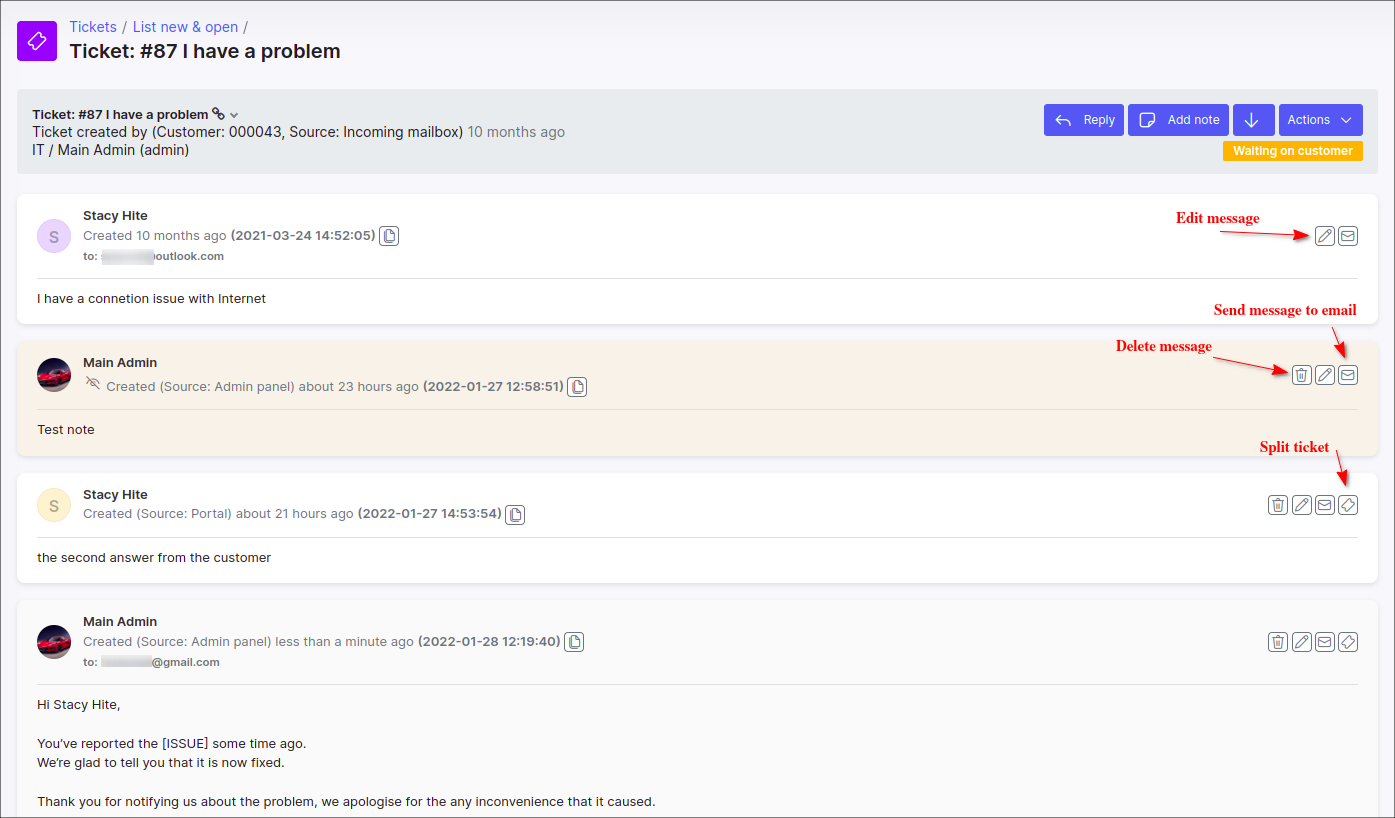 Tickets / List new & open /
Ticket: #87 I have a problem
Ticket: #87 I have a problem
Ticket created by (Customer: 000043, Source: Incoming mailbox) 10 months ago
IT / Main Admin (admin)
Reply
Add note
Actions
Waiting on customer
S
Stacy Hite
Created 10 months ago (2021-03-24 14:52:05)
to: outlook.com
Edit message
I have a connetion issue with Internet
Send message to email
Delete message
Main Admin
Created (Source: Admin panel) about 23 hours ago (2022-01-27 12:58:51)
Test note
Split ticket
S
Stacy Hite
Created (Source: Portal) about 21 hours ago (2022-01-27 14:53:54)
the second answer from the customer
Main Admin
Created (Source: Admin panel) less than a minute ago (2022-01-28 12:19:40)
to: @gmail.com
Hi Stacy Hite,
You've reported the [ISSUE] some time ago.
We're glad to tell you that it is now fixed.
Thank you for notifying us about the problem, we apologise for the any inconvenience that it caused.